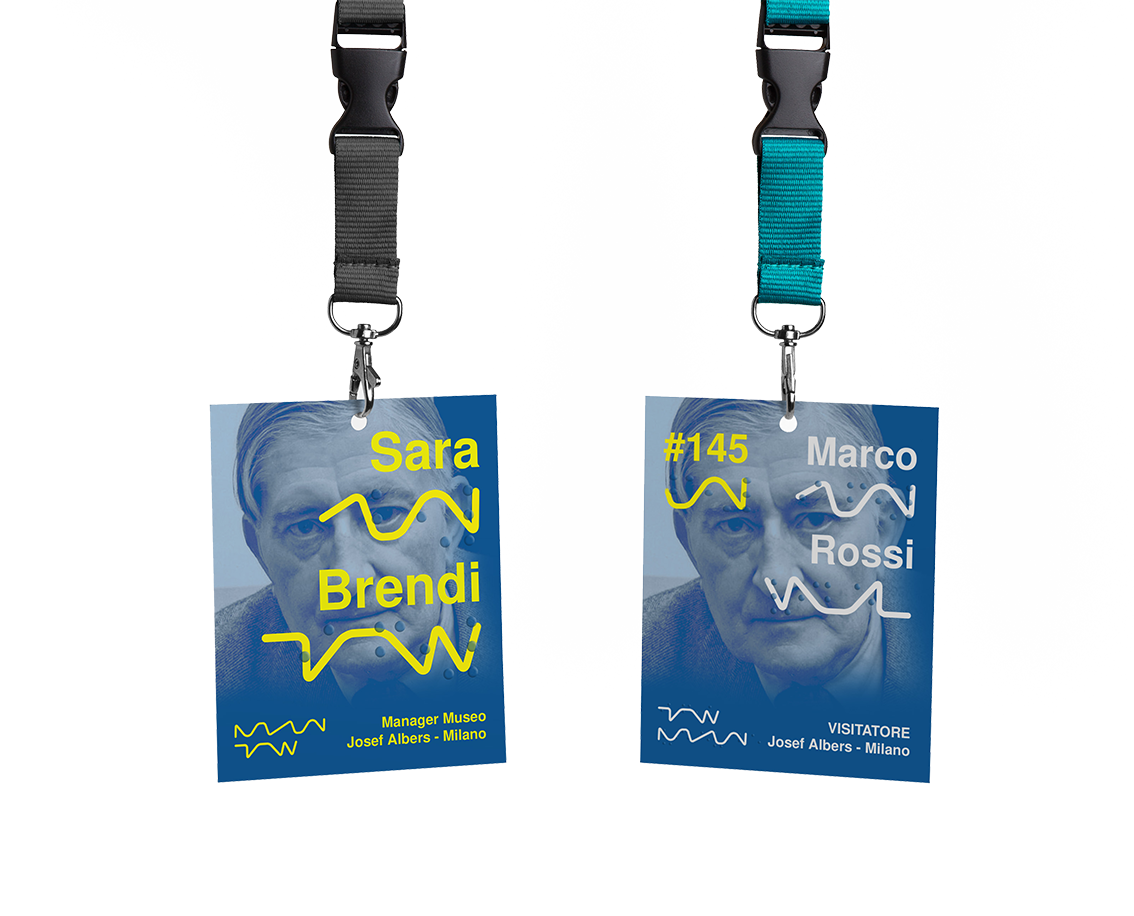 Sara
Brendi
Manager Museo
Josef Albers - Milano
#145
Marco
Rossi
VISITATORE
Josef Albers - Milano